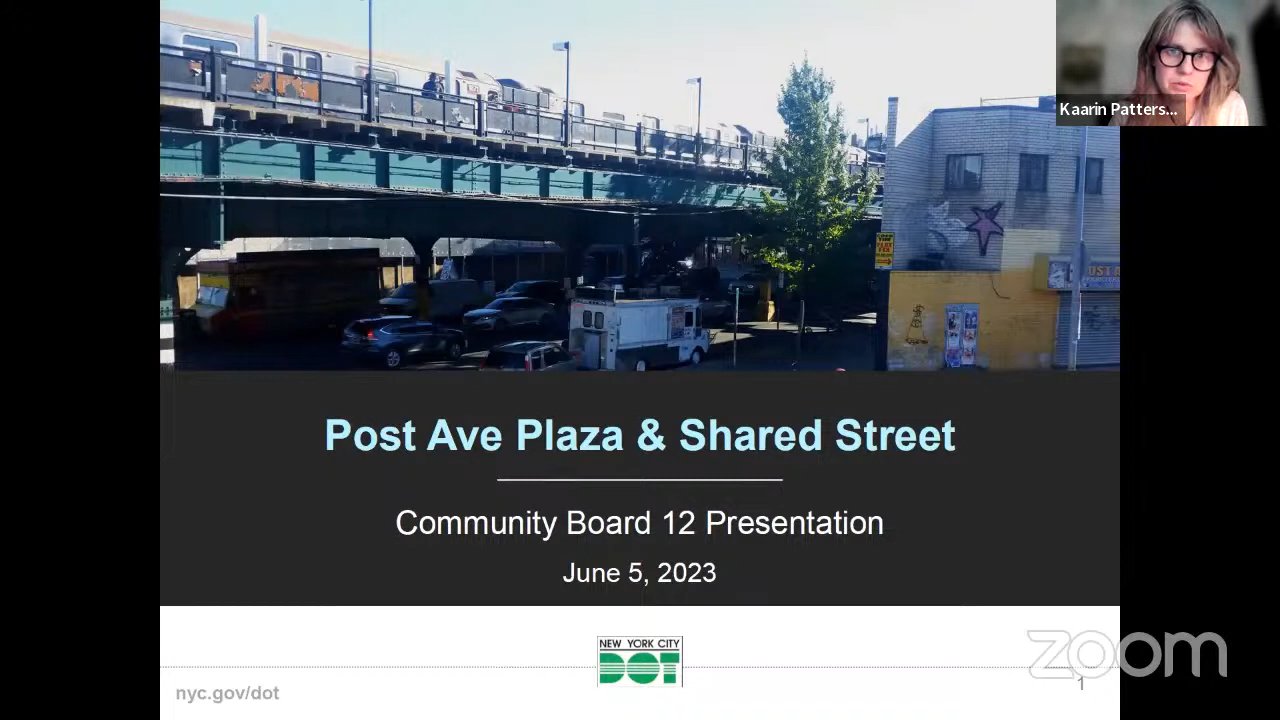 Kaarin Patters...
Post Ave Plaza & Shared Street
Community Board 12 Presentation
June 5, 2023
NEW YORK CITY
DOT
nyc.gov/dot
zoom
1